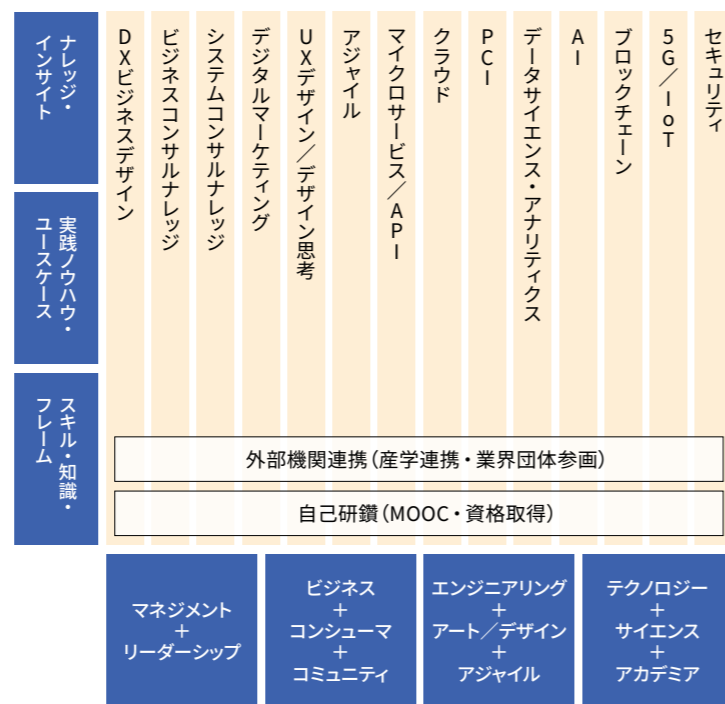 ナレッジ・
インサイト
実践ノウハウ・
ユースケース
スキル・知識・
フレーム
DXビジネスデザイン
ビジネスコンサルナレッジ
システムコンサルナレッジ
デジタルマーケティング
UXデザイン／デザイン思考
アジャイル
マイクロサービス／API
クラウド
PCI
データサイエンス・アナリティクス
AI
ブロックチェーン
5G／IoT
セキュリティ
外部機関連携（産学連携・業界団体参画）
自己研鑽（MOOC・資格取得）
マネジメント
＋
リーダーシップ
ビジネス
＋
コンシューマ
＋
コミュニティ
エンジニアリング
＋
アート／デザイン
＋
アジャイル
テクノロジー
＋
サイエンス
＋
アカデミア